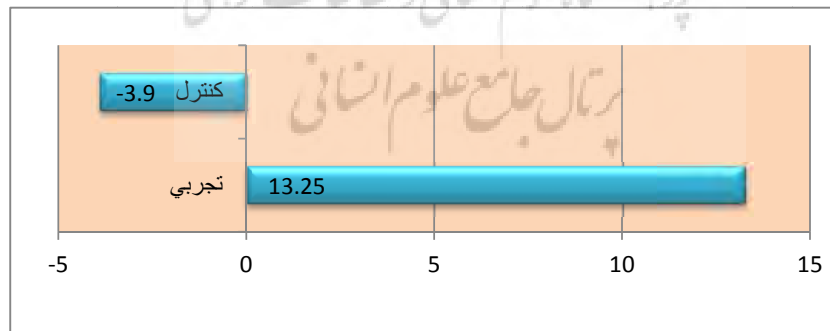 پرتال جامع علوم انسانی
کنترل -3.9
تجربي 13.25
-5 0 5 10 15